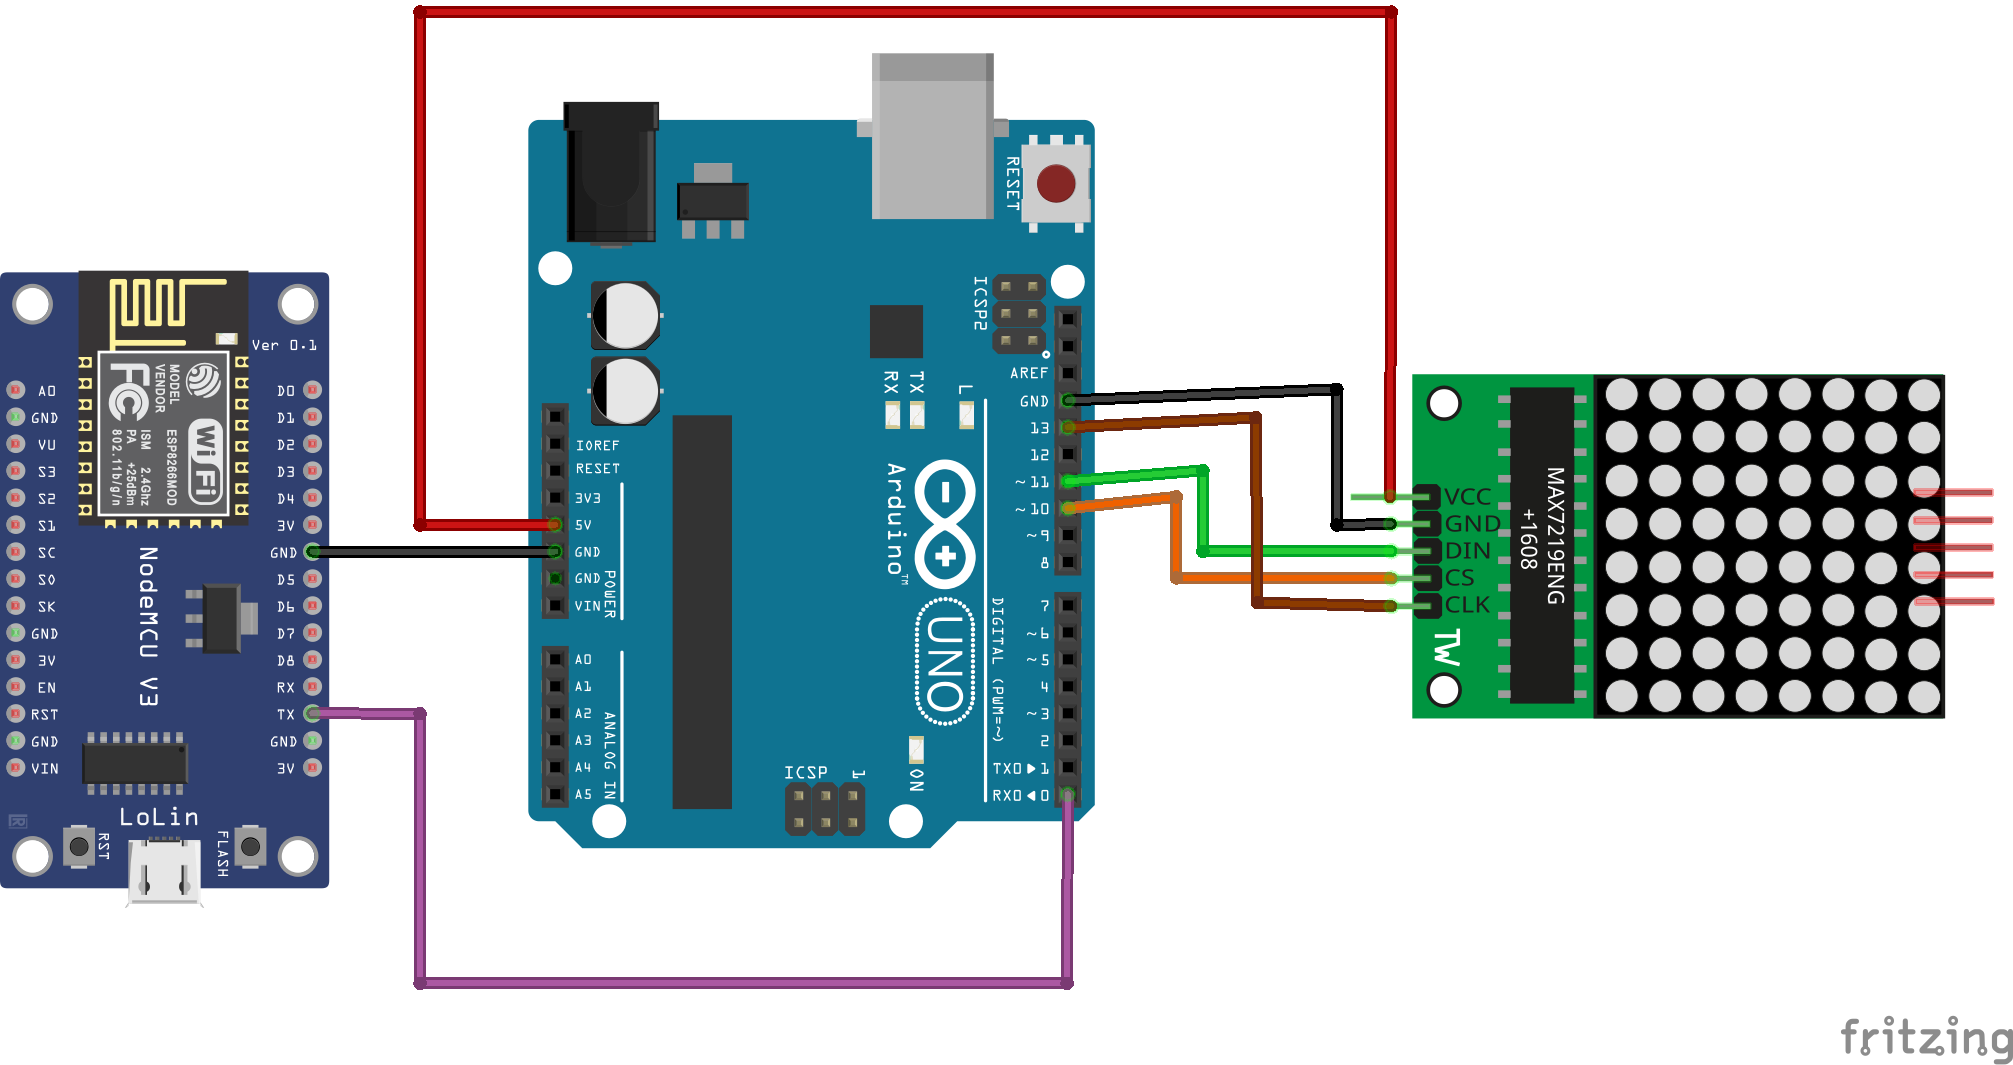 Ver 0.1
MODEL
VENDOR
FC
PA
ISM
802.11b/g/n
+25dBm
2.4Ghz
ESP8266MOD
WiFi
A0
GND
VU
S3
S2
S1
SC
S0
SK
GND
3V
EN
RST
GND
VIN
D0
D1
D2
D3
D4
3V
GND
D5
D6
D7
D8
RX
TX
GND
3V
NodeMCU V3
LoLin
RST
FLASH
RESET
ICSP2
RX
TX
L
IOREF
RESET
3V3
5V
GND
GND
VIN
POWER
A0
A1
A2
A3
A4
A5
ANALOG IN
Arduino™
UNO
ICSP
1
ON
AREF
GND
13
12
~11
~10
~9
8
7
~6
~5
4
~3
2
TX0▶1
RX0◀0
DIGITAL (PWM=~)
VCC
GND
DIN
CS
CLK
TW
MAX7219ENG
+1608
fritzing